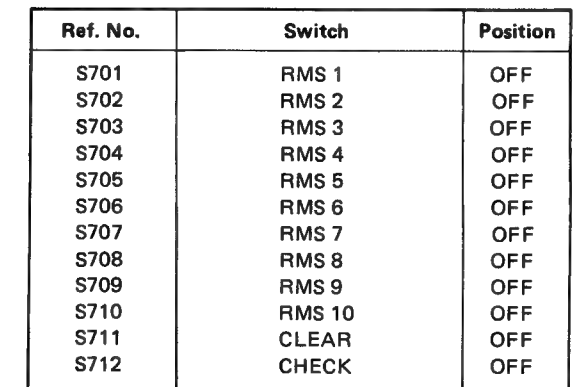 Ref. No. Switch Position
S701 RMS 1 OFF
S702 RMS 2 OFF
S703 RMS 3 OFF
S704 RMS 4 OFF
S705 RMS 5 OFF
S706 RMS 6 OFF
S707 RMS 7 OFF
S708 RMS 8 OFF
S709 RMS 9 OFF
S710 RMS 10 OFF
S711 CLEAR OFF
S712 CHECK OFF